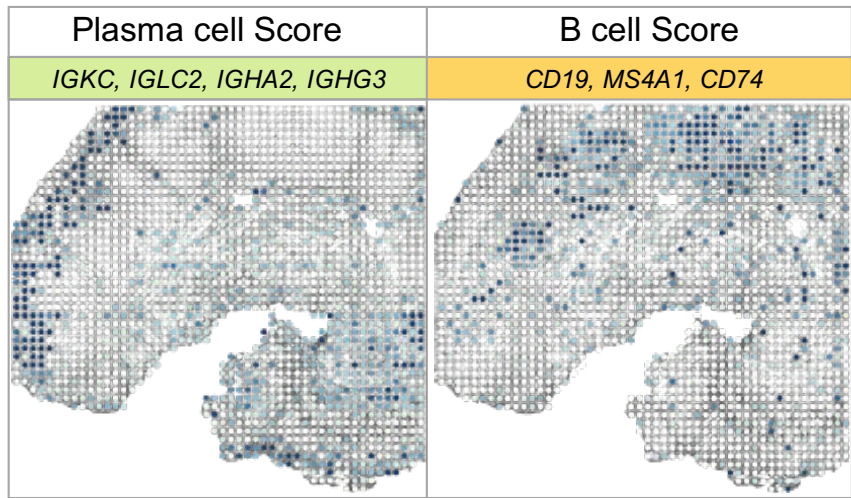 Plasma cell Score
B cell Score
IGKC, IGLC2, IGHA2, IGHG3
CD19, MS4A1, CD74